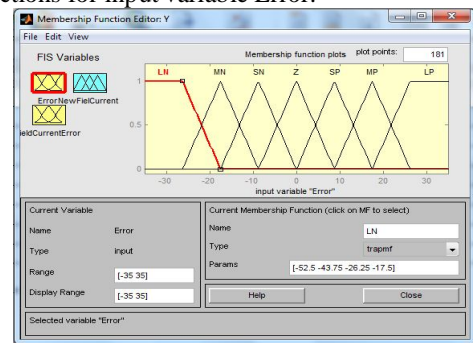 ctions for input variable Error.
Membership Function Editor: Y
File Edit View
FIS Variables
Membership function plots plot points: 181
LN MN SN Z SP MP LP
1
0.5
0
-30 -20 -10 0 10 20 30
input variable "Error"
ErrorNewFielCurrent
ieldCurrentError
Current Variable
Name Error
Type input
Range [-35 35]
Display Range [-35 35]
Current Membership Function (click on MF to select)
Name LN
Type trapmf
Params [-52.5 -43.75 -26.25 -17.5]
Help Close
Selected variable "Error"